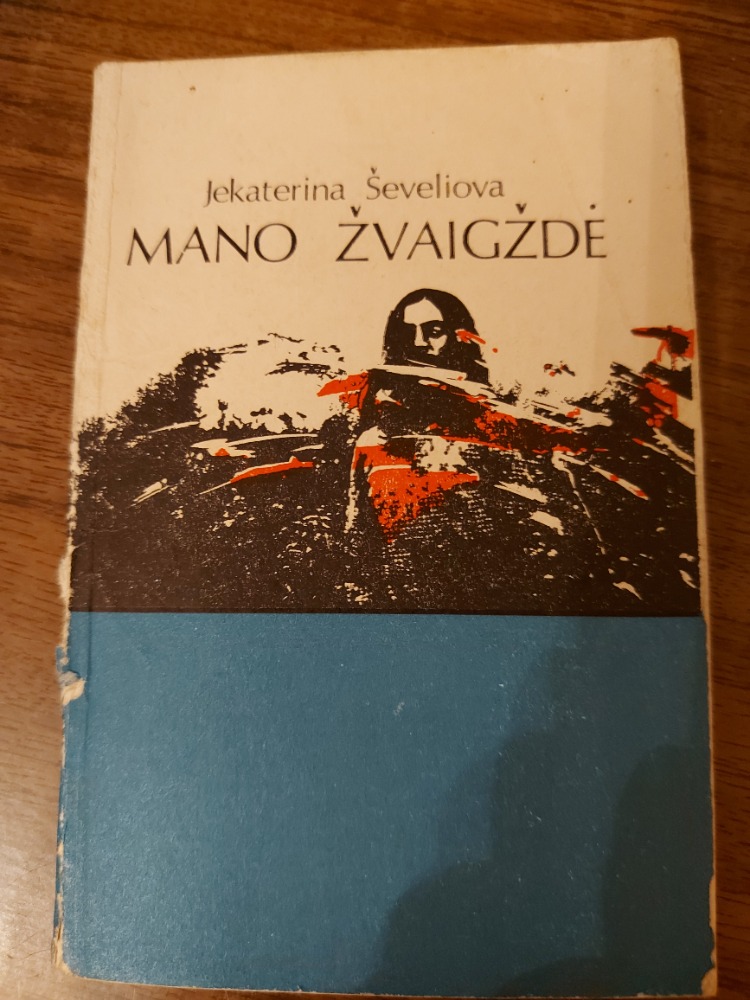 Jekaterina Ševeliova
MANO ŽVAIGŽDĖ